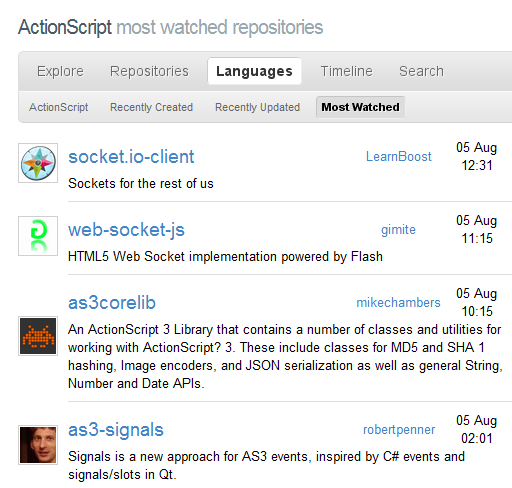 ActionScript most watched repositories
Explore Repositories Languages Timeline Search
ActionScript Recently Created Recently Updated Most Watched
socket.io-client LearnBoost 05 Aug
12:31
Sockets for the rest of us
web-socket-js gimite 05 Aug
11:15
HTML5 Web Socket implementation powered by Flash
as3corelib mikechambers 05 Aug
10:15
An ActionScript 3 Library that contains a number of classes and utilities for
working with ActionScript? 3. These include classes for MD5 and SHA 1
hashing, Image encoders, and JSON serialization as well as general String,
Number and Date APIs.
as3-signals robertpenner 05 Aug
02:01
Signals is a new approach for AS3 events, inspired by C# events and
signals/slots in Qt.